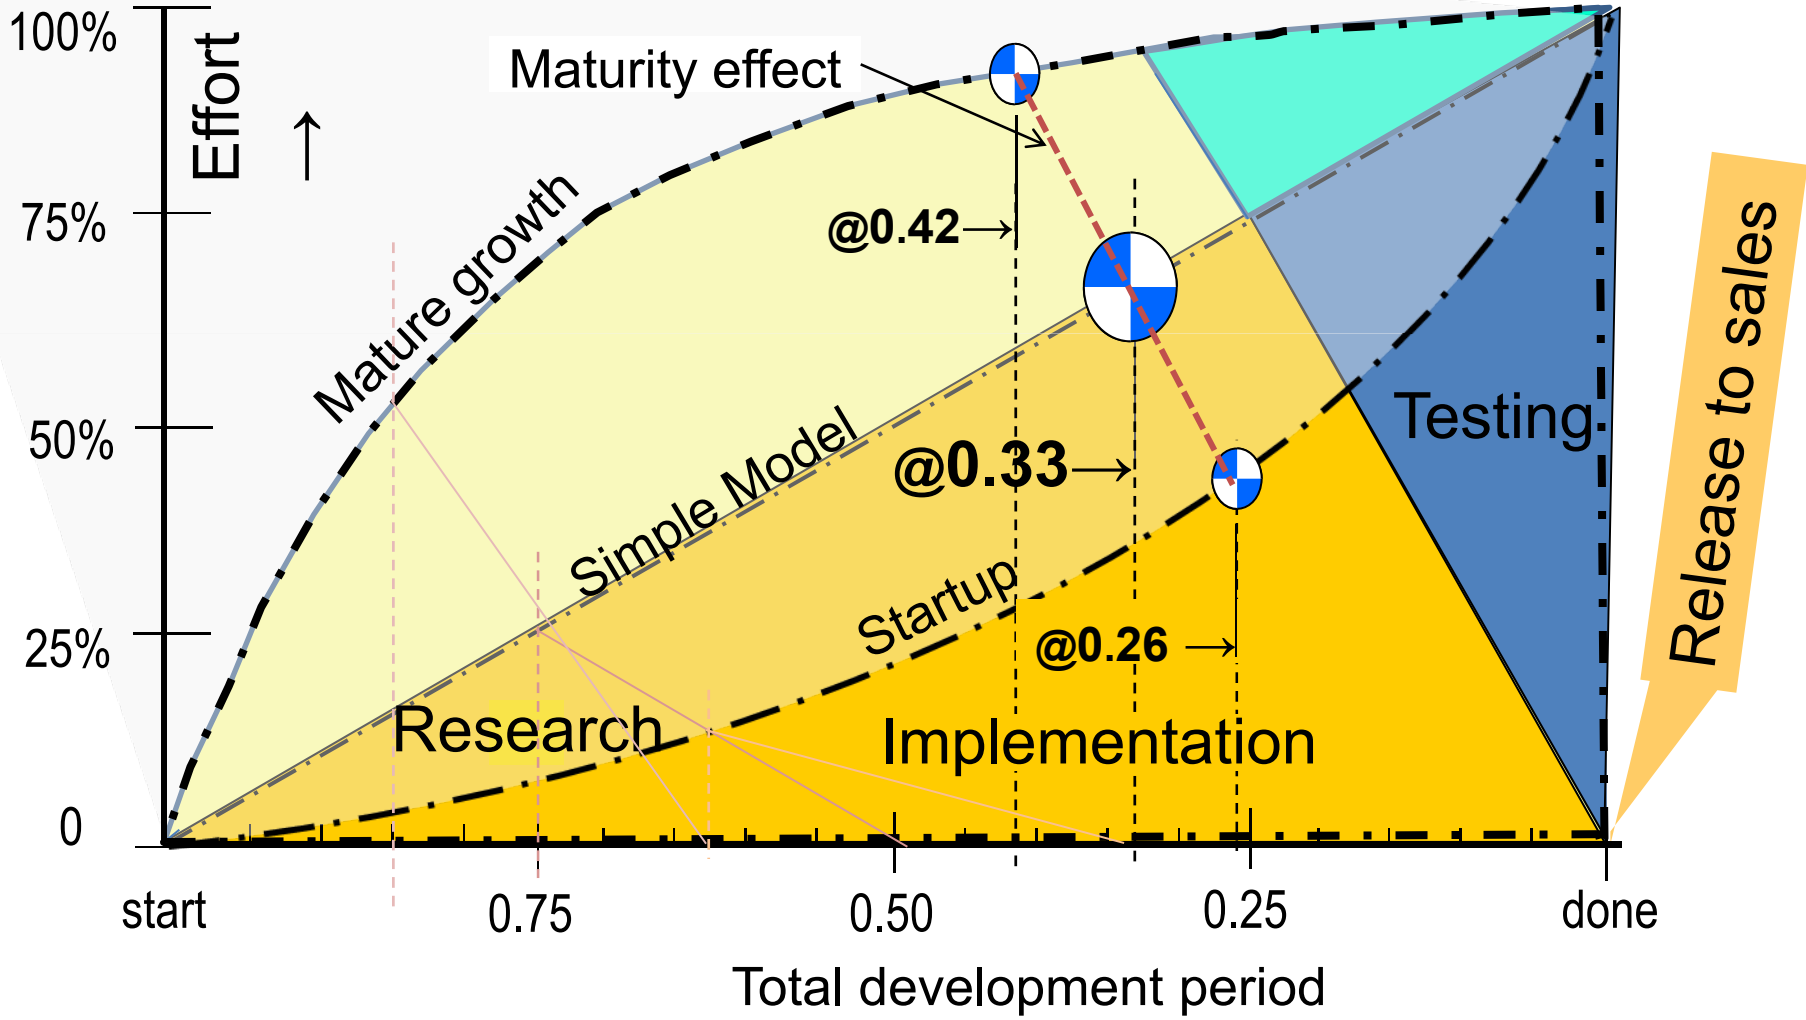 100%
Effort
↑
Maturity effect
75%
@0.42→
Mature growth
Release to sales
50%
Testing
@0.33→
Simple Model
25%
Startup
@0.26 →
Research
Implementation
0
start
0.75
0.50
0.25
done
Total development period